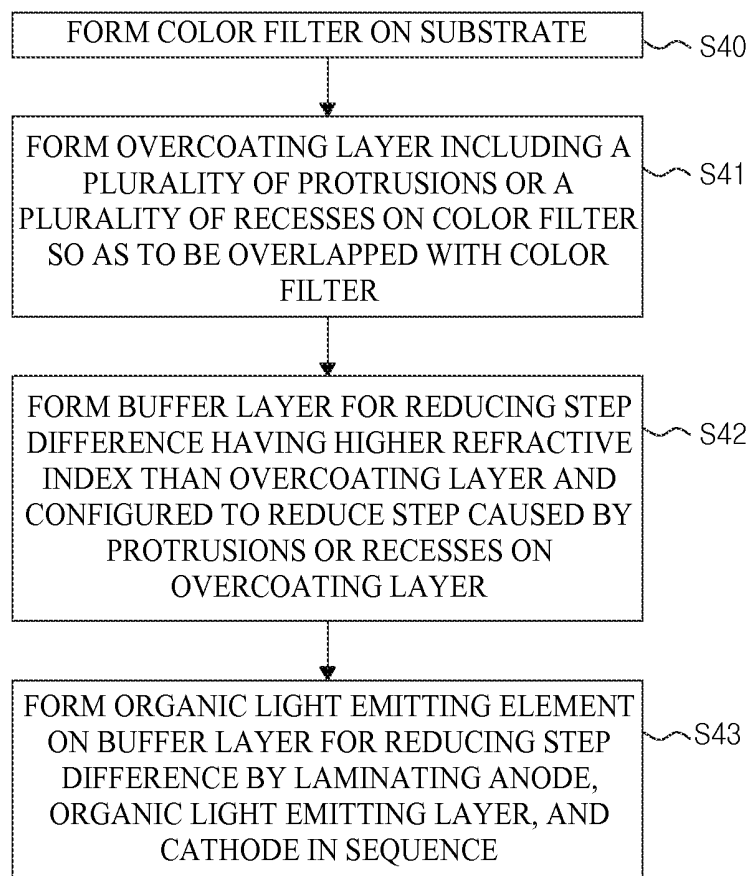 FORM COLOR FILTER ON SUBSTRATE
S40
FORM OVERCOATING LAYER INCLUDING A
PLURALITY OF PROTRUSIONS OR A
PLURALITY OF RECESSES ON COLOR FILTER
SO AS TO BE OVERLAPPED WITH COLOR
FILTER
S41
FORM BUFFER LAYER FOR REDUCING STEP
DIFFERENCE HAVING HIGHER REFRACTIVE
INDEX THAN OVERCOATING LAYER AND
CONFIGURED TO REDUCE STEP CAUSED BY
PROTRUSIONS OR RECESSES ON
OVERCOATING LAYER
S42
FORM ORGANIC LIGHT EMITTING ELEMENT
ON BUFFER LAYER FOR REDUCING STEP
DIFFERENCE BY LAMINATING ANODE,
ORGANIC LIGHT EMITTING LAYER, AND
CATHODE IN SEQUENCE
S43